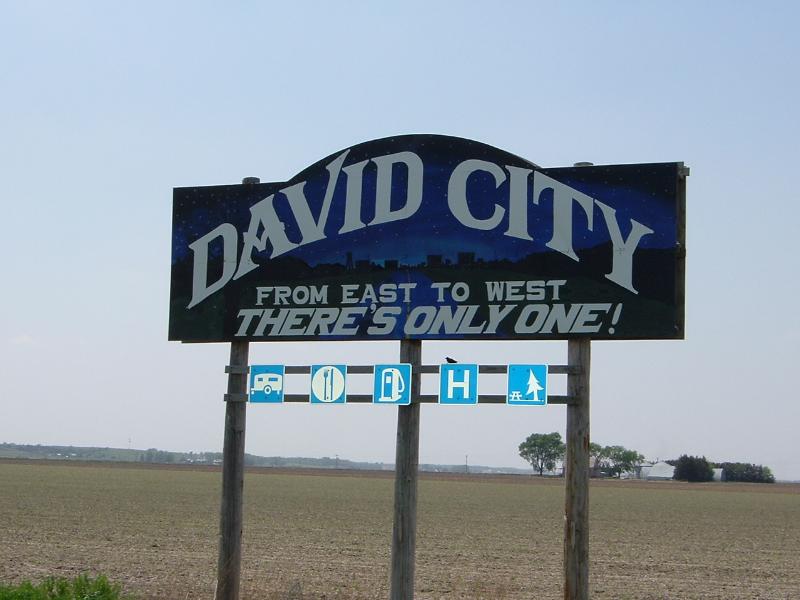 DAVID CITY
FROM EAST TO WEST
THERE'S ONLY ONE!
H